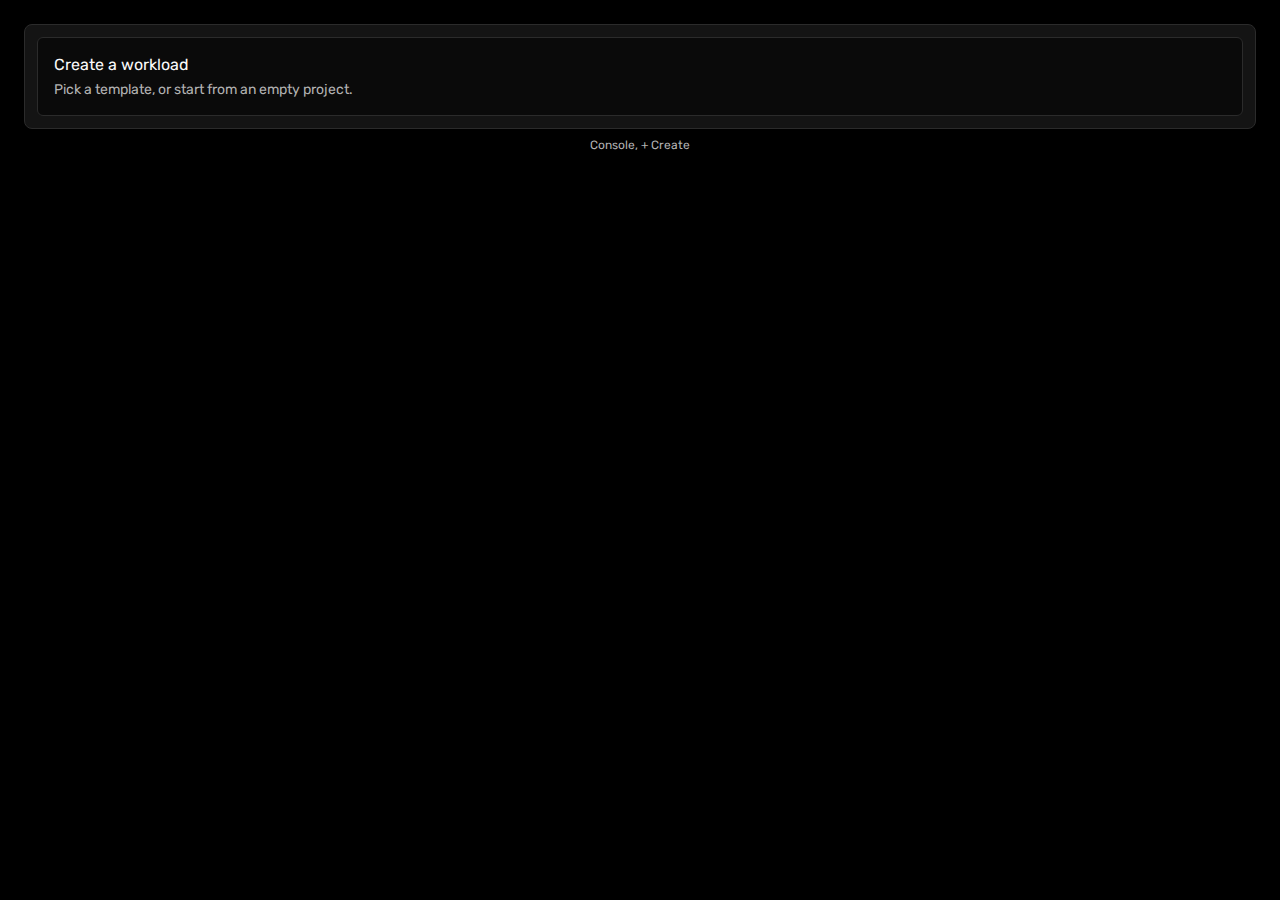 Create a workload
Pick a template, or start from an empty project.
Console, + Create